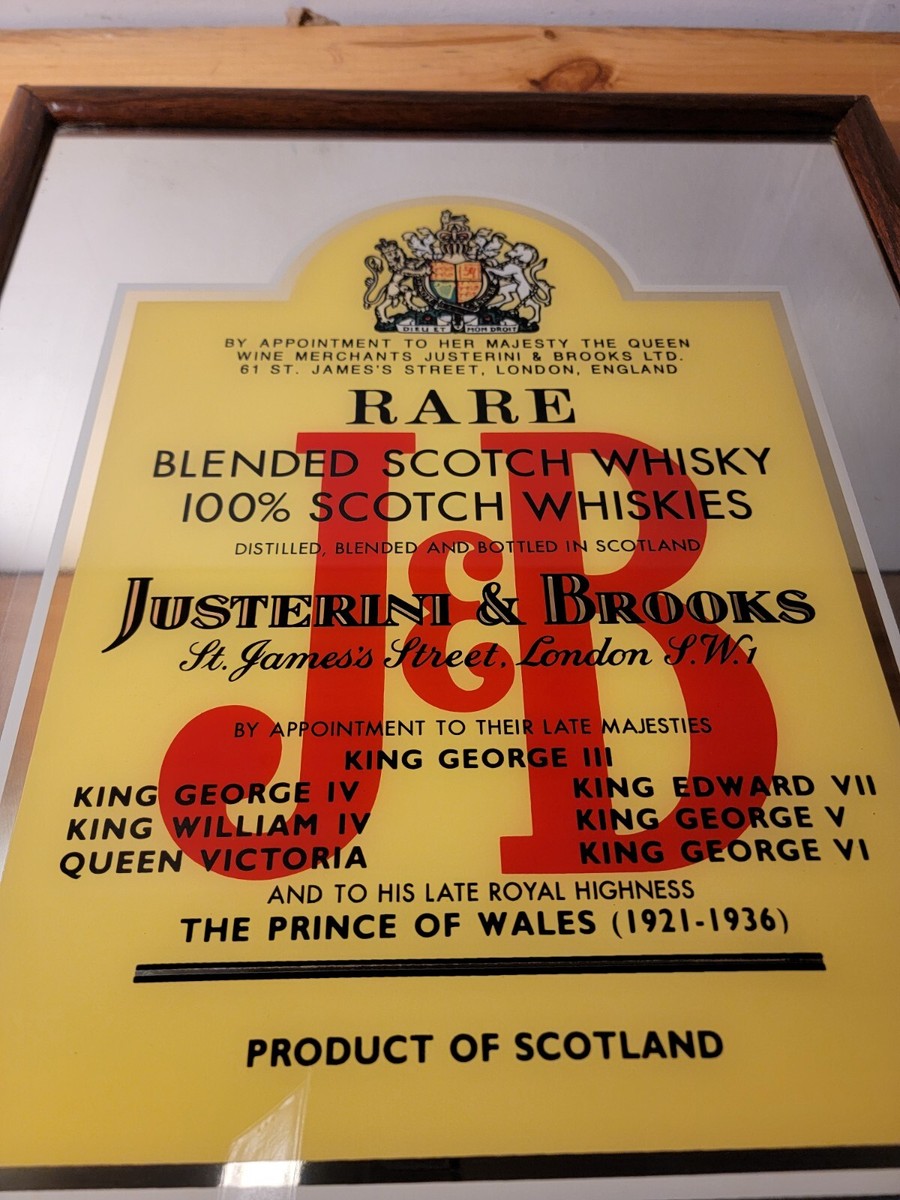 DIEU ET MON DROIT
BY APPOINTMENT TO HER MAJESTY THE QUEEN
WINE MERCHANTS JUSTERINI & BROOKS LTD.
61 ST. JAMES'S STREET, LONDON, ENGLAND
RARE
J&B
BLENDED SCOTCH WHISKY
100% SCOTCH WHISKIES
DISTILLED, BLENDED AND BOTTLED IN SCOTLAND
JUSTERINI & BROOKS
St. James's Street, London S.W.1
BY APPOINTMENT TO THEIR LATE MAJESTIES
KING GEORGE III
KING GEORGE IV
KING WILLIAM IV
QUEEN VICTORIA
KING EDWARD VII
KING GEORGE V
KING GEORGE VI
AND TO HIS LATE ROYAL HIGHNESS
THE PRINCE OF WALES (1921-1936)
PRODUCT OF SCOTLAND